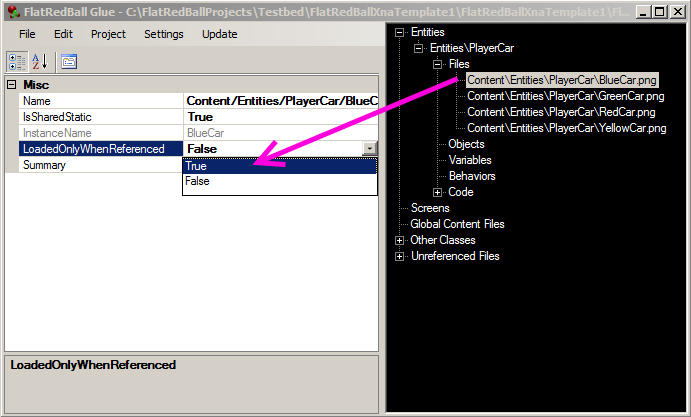 FlatRedBall Glue - C:\FlatRedBallProjects\Testbed\FlatRedBallXnaTemplate1\FlatRedBallXnaTemplate1\Fl...
File Edit Project Settings Update
Misc
Name Content/Entities/PlayerCar/BlueC
IsSharedStatic True
InstanceName BlueCar
LoadedOnlyWhenReferenced False
Summary
True
False
LoadedOnlyWhenReferenced
Entities
Entities\PlayerCar
Files
Content\Entities\PlayerCar\BlueCar.png
Content\Entities\PlayerCar\GreenCar.png
Content\Entities\PlayerCar\RedCar.png
Content\Entities\PlayerCar\YellowCar.png
Objects
Variables
Behaviors
Code
Screens
Global Content Files
Other Classes
Unreferenced Files